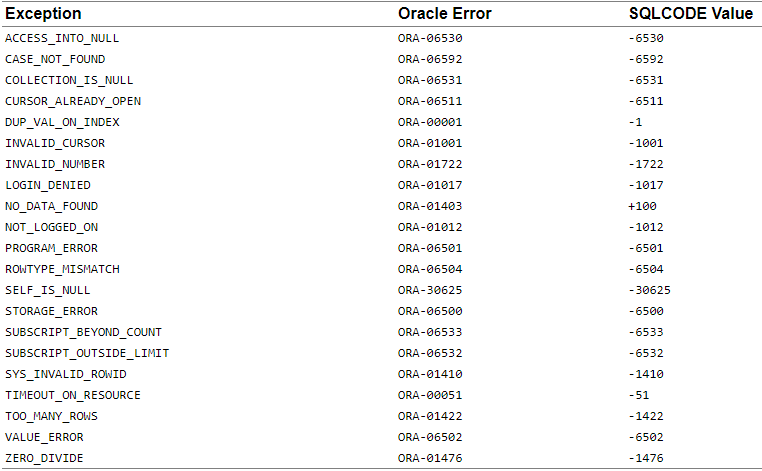 Exception Oracle Error SQLCODE Value
ACCESS_INTO_NULL ORA-06530 -6530
CASE_NOT_FOUND ORA-06592 -6592
COLLECTION_IS_NULL ORA-06531 -6531
CURSOR_ALREADY_OPEN ORA-06511 -6511
DUP_VAL_ON_INDEX ORA-00001 -1
INVALID_CURSOR ORA-01001 -1001
INVALID_NUMBER ORA-01722 -1722
LOGIN_DENIED ORA-01017 -1017
NO_DATA_FOUND ORA-01403 +100
NOT_LOGGED_ON ORA-01012 -1012
PROGRAM_ERROR ORA-06501 -6501
ROWTYPE_MISMATCH ORA-06504 -6504
SELF_IS_NULL ORA-30625 -30625
STORAGE_ERROR ORA-06500 -6500
SUBSCRIPT_BEYOND_COUNT ORA-06533 -6533
SUBSCRIPT_OUTSIDE_LIMIT ORA-06532 -6532
SYS_INVALID_ROWID ORA-01410 -1410
TIMEOUT_ON_RESOURCE ORA-00051 -51
TOO_MANY_ROWS ORA-01422 -1422
VALUE_ERROR ORA-06502 -6502
ZERO_DIVIDE ORA-01476 -1476